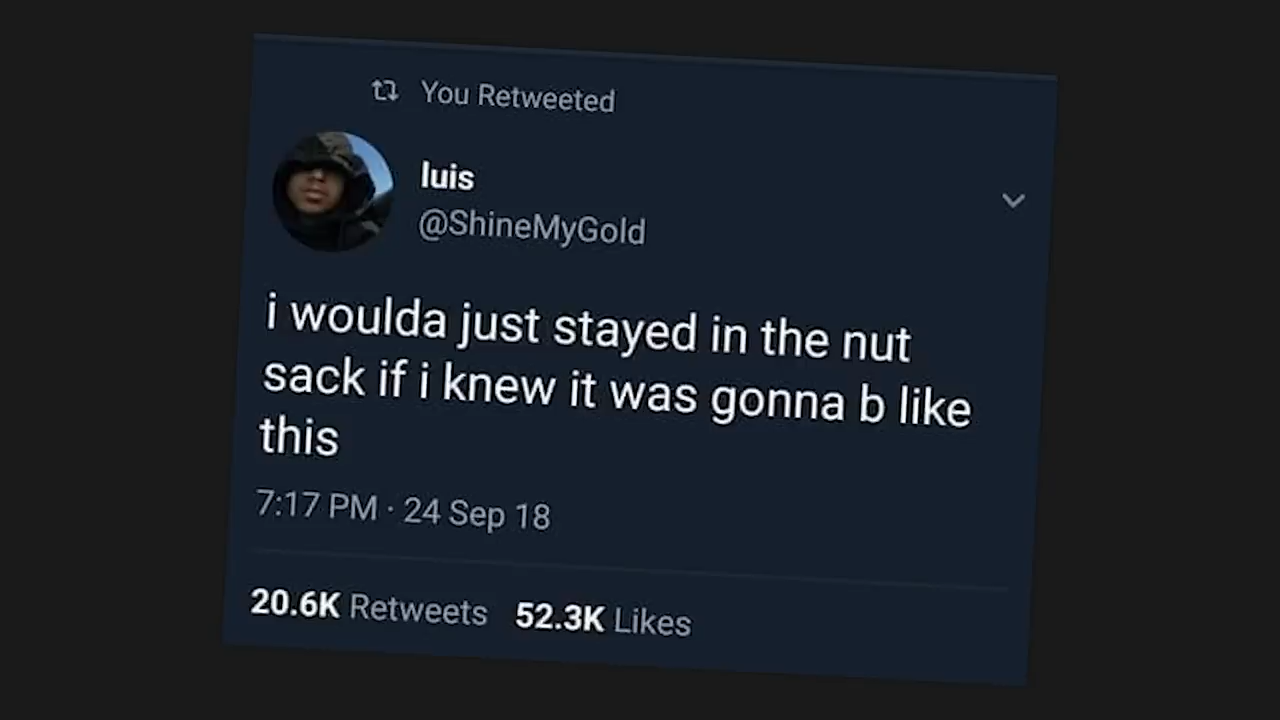 You Retweeted
luis
@ShineMyGold
i woulda just stayed in the nut
sack if i knew it was gonna b like
this
7:17 PM · 24 Sep 18
20.6K Retweets 52.3K Likes